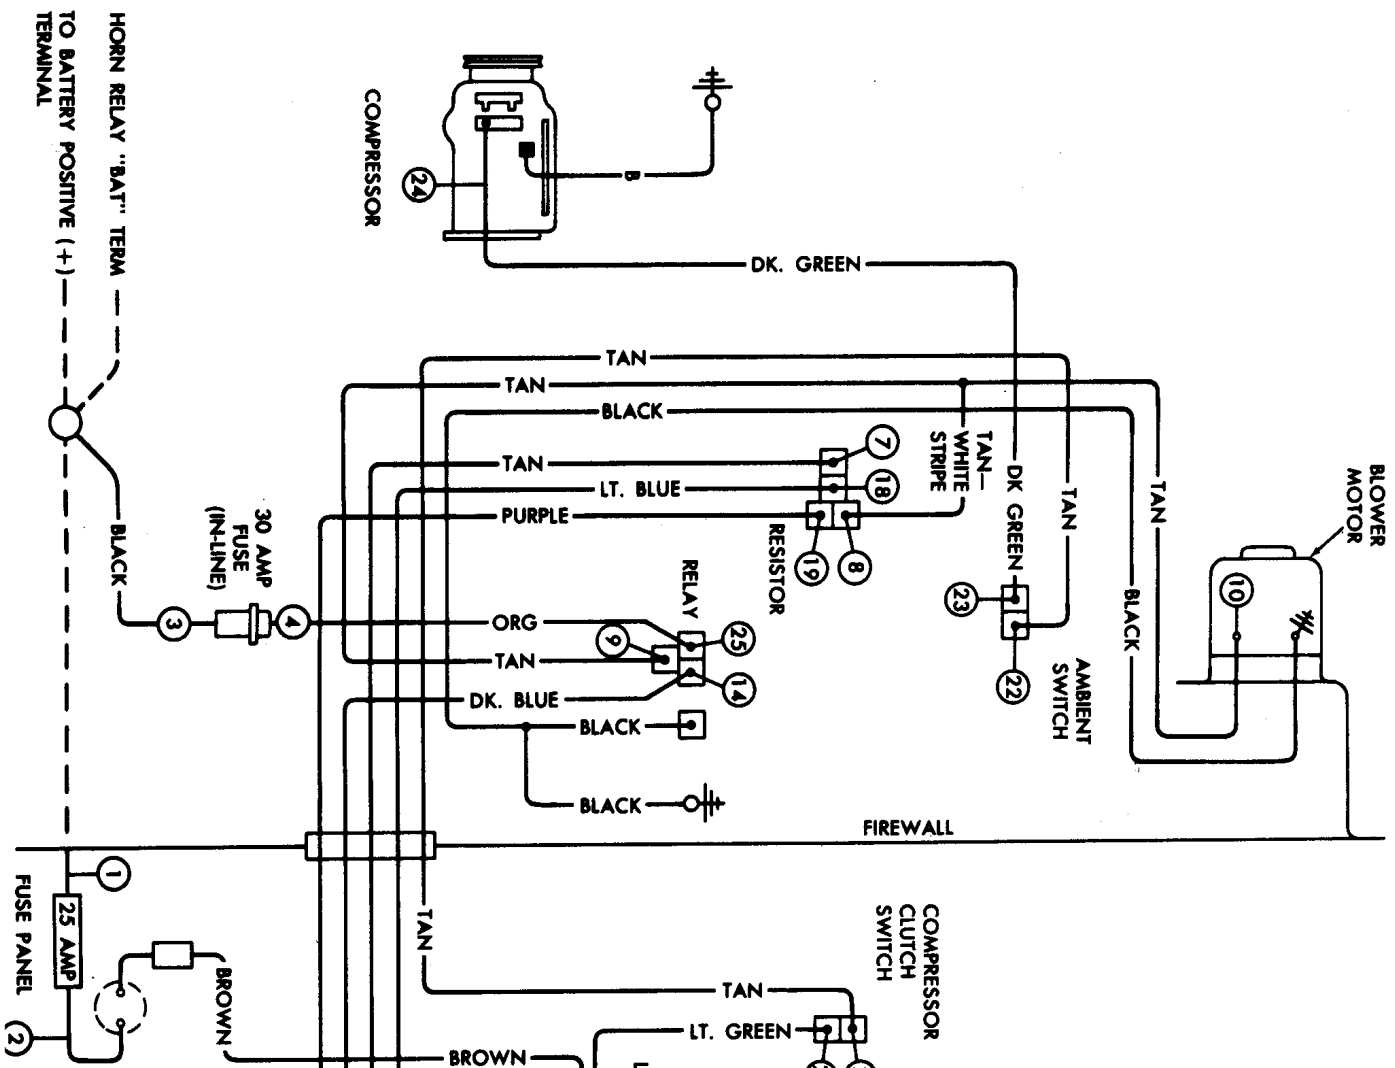 HORN RELAY "BAT" TERM
TO BATTERY POSITIVE (+)
TERMINAL
COMPRESSOR
24
B
DK. GREEN
TAN
TAN
BLACK
TAN
LT. BLUE
PURPLE
7
18
19
8
RESISTOR
TAN—
WHITE
STRIPE
DK GREEN
TAN
TAN
BLACK
BLOWER
MOTOR
10
23
22
AMBIENT
SWITCH
BLACK
30 AMP
FUSE
(IN-LINE)
3
4
RELAY
ORG
9
25
TAN
14
DK. BLUE
BLACK
BLACK
FIREWALL
1
25 AMP
FUSE PANEL
2
BROWN
BROWN
TAN
TAN
LT. GREEN
COMPRESSOR
CLUTCH
SWITCH